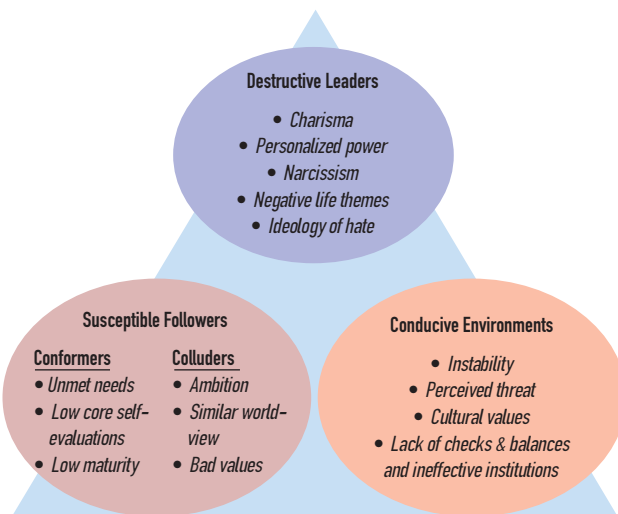 Destructive Leaders
• Charisma
• Personalized power
• Narcissism
• Negative life themes
• Ideology of hate
Susceptible Followers
Conformers
• Unmet needs
• Low core self-
evaluations
• Low maturity
Colluders
• Ambition
• Similar world-
view
• Bad values
Conducive Environments
• Instability
• Perceived threat
• Cultural values
• Lack of checks & balances
and ineffective institutions